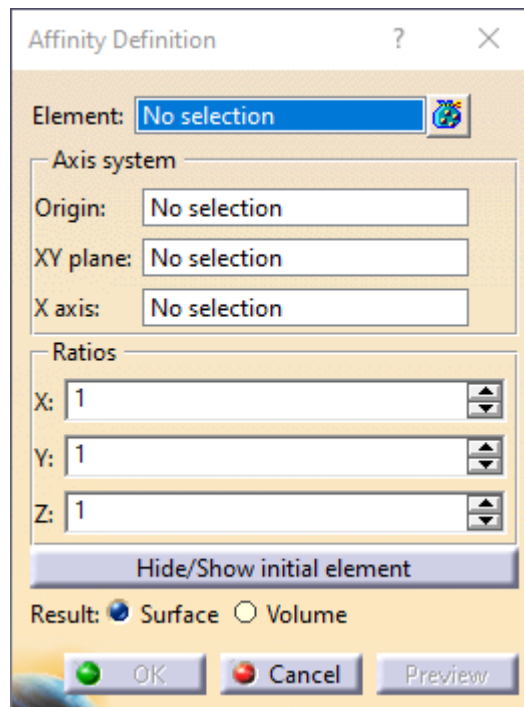 Affinity Definition ? ×
Element: No selection
Axis system
Origin: No selection
XY plane: No selection
X axis: No selection
Ratios
X: 1
Y: 1
Z: 1
Hide/Show initial element
Result: Surface Volume
OK Cancel Preview